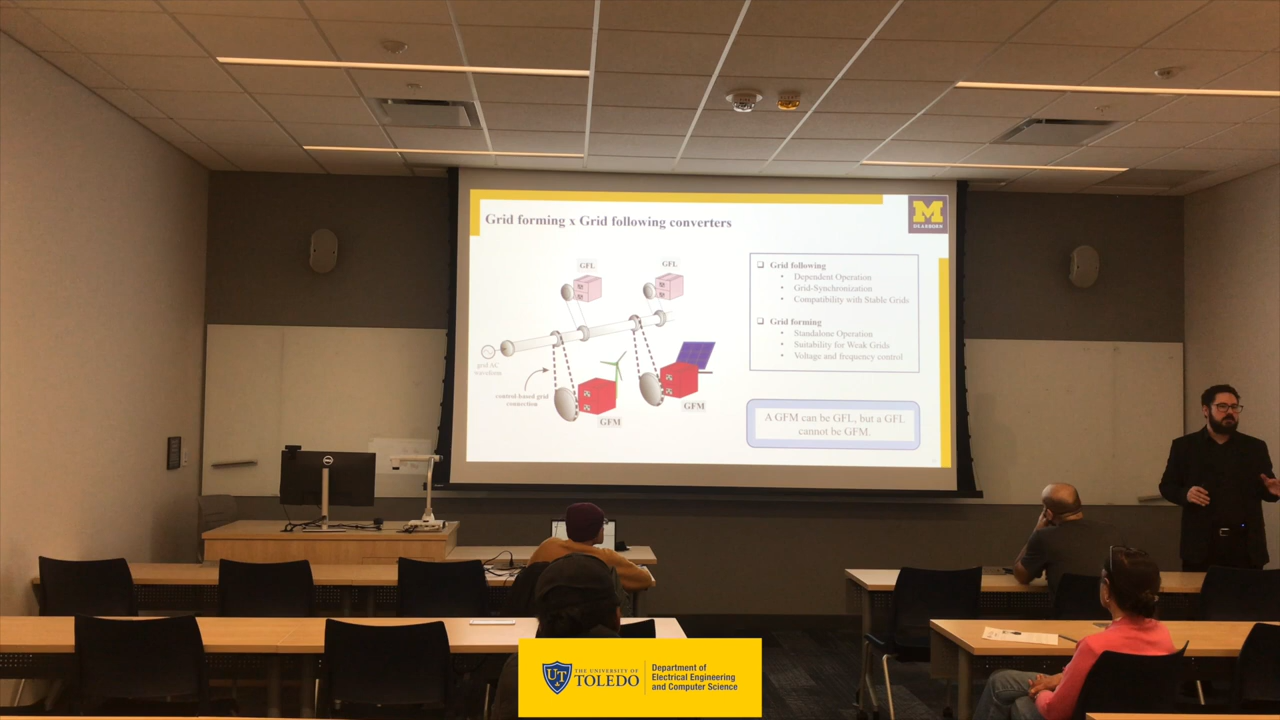 Grid forming x Grid following converters
M
DEARBORN
GFL
GFL
grid AC
waveform
control-based grid
connection
GFM
GFM
❑ Grid following
• Dependent Operation
• Grid-Synchronization
• Compatibility with Stable Grids
❑ Grid forming
• Standalone Operation
• Suitability for Weak Grids
• Voltage and frequency control
A GFM can be GFL, but a GFL
cannot be GFM.
DELL
UT
THE UNIVERSITY OF
TOLEDO
Department of
Electrical Engineering
and Computer Science